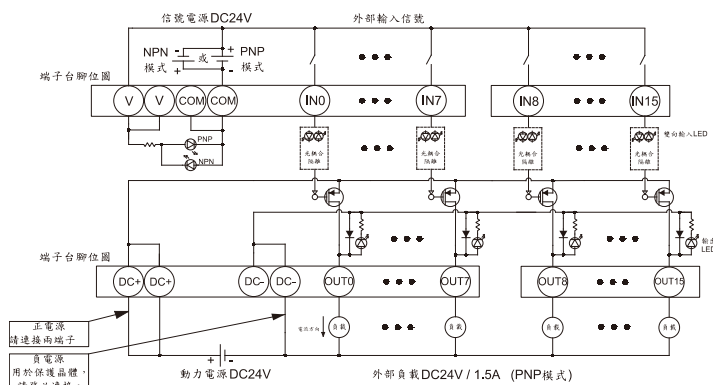 信號電源DC24V
外部輸入信號
NPN
模式
或
PNP
模式
端子台腳位圖
V V COM COM IN0 IN7 IN8 IN15
PNP
NPN
光耦合
隔離
光耦合
隔離
光耦合
隔離
光耦合
隔離
雙向輸入LED
輸出
LED
端子台腳位圖
DC+ DC+ DC- DC- OUT0 OUT7 OUT8 OUT15
電流方向
負載 負載 負載 負載
正電源
請連接兩端子
負電源
用於保護晶體，
動力電源DC24V
外部負載DC24V / 1.5A (PNP模式)